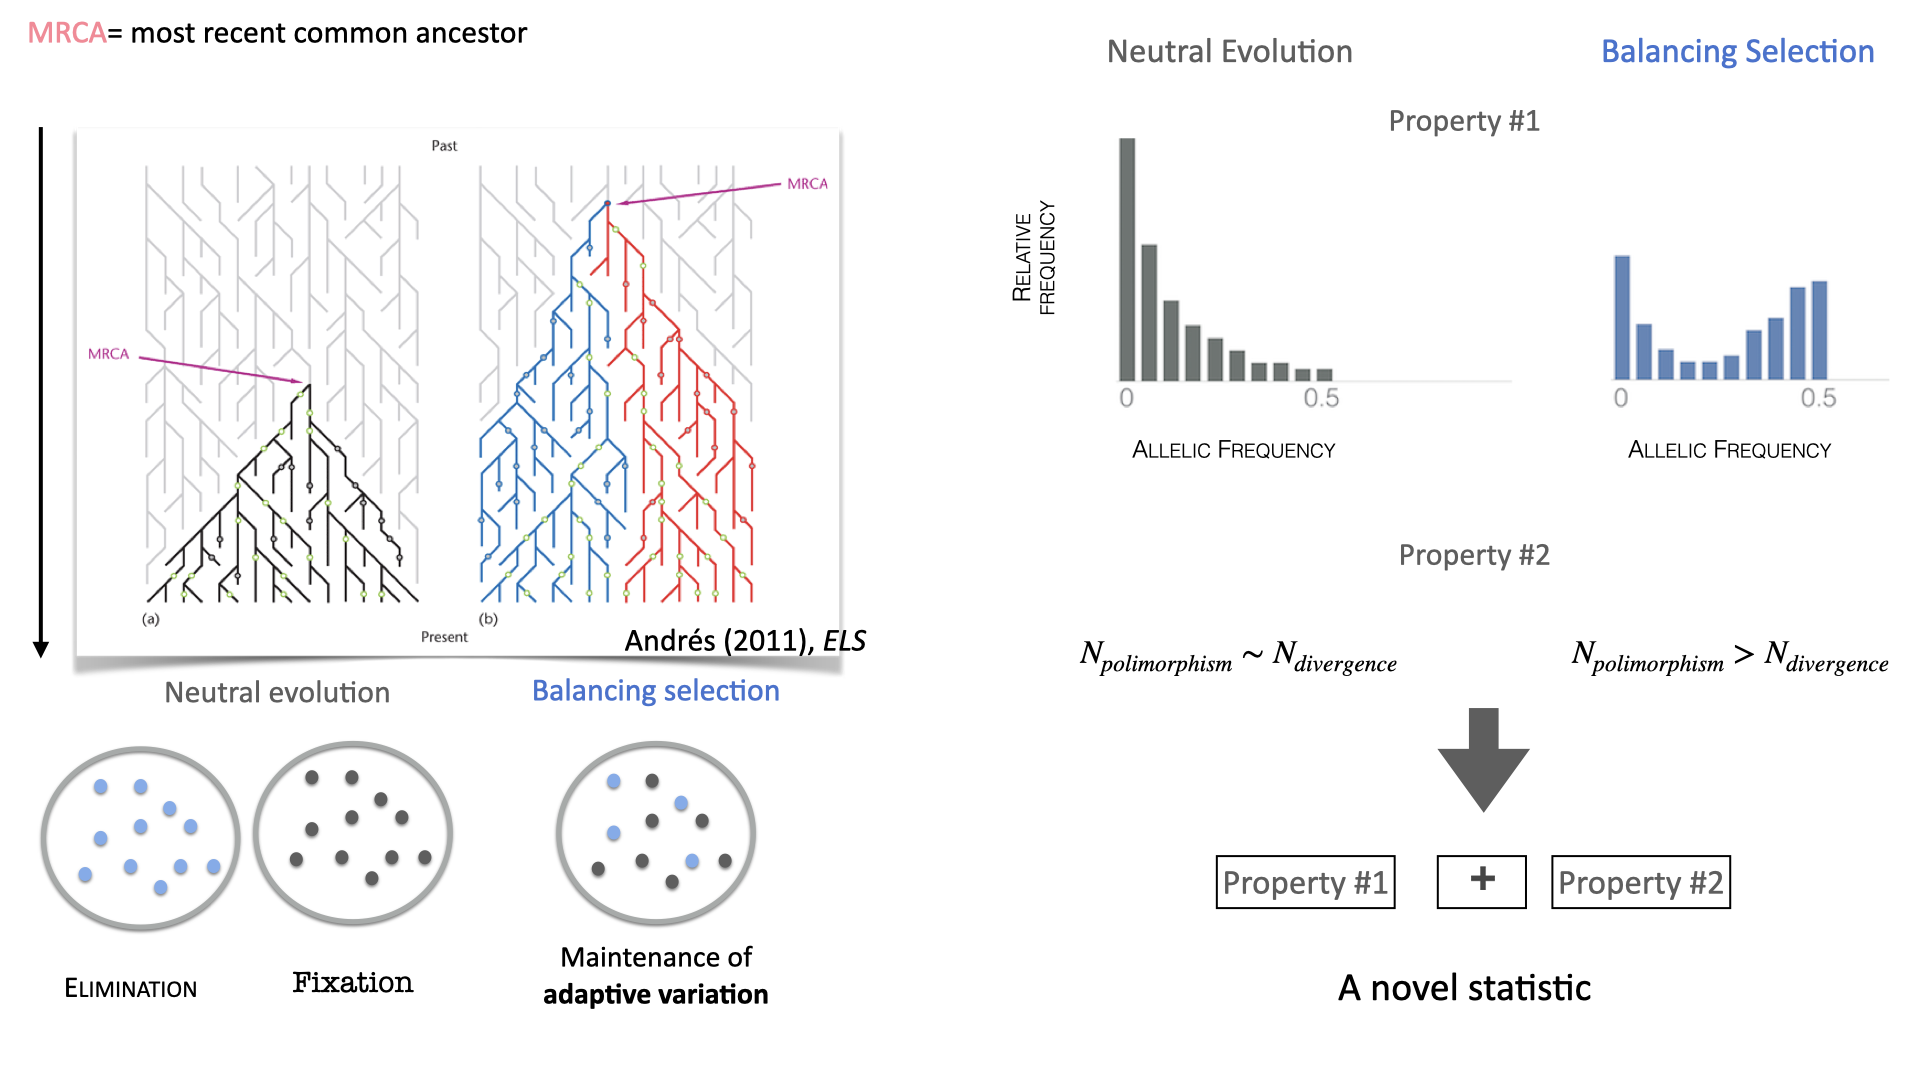 MRCA= most recent common ancestor
Past
MRCA
MRCA
(a)
(b)
Present
Andrés (2011), ELS
Neutral evolution
Balancing selection
ELIMINATION
Fixation
Maintenance of
adaptive variation
Neutral Evolution
Balancing Selection
Property #1
RELATIVE
FREQUENCY
0
0.5
0
0.5
ALLELIC FREQUENCY
ALLELIC FREQUENCY
Property #2
Npolimorphism ~ Ndivergence
Npolimorphism > Ndivergence
Property #1
+
Property #2
A novel statistic